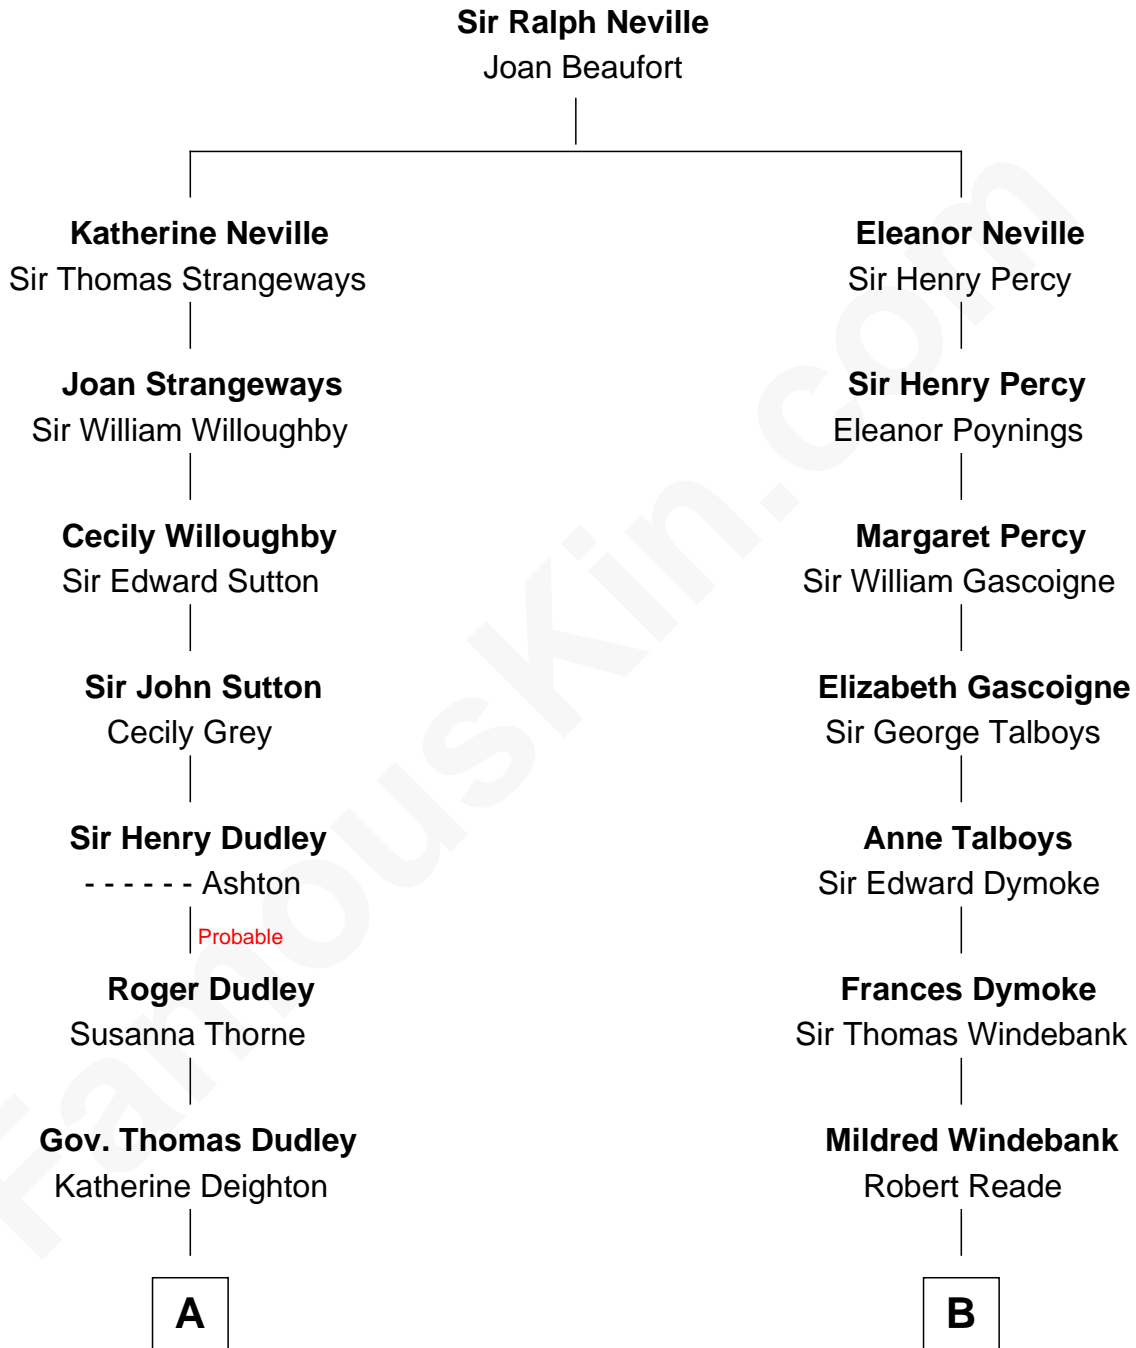 Sir Ralph Neville
Joan Beaufort
Katherine Neville
Sir Thomas Strangeways
Eleanor Neville
Sir Henry Percy
Joan Strangeways
Sir William Willoughby
Sir Henry Percy
Eleanor Poynings
Cecily Willoughby
Sir Edward Sutton
Margaret Percy
Sir William Gascoigne
Sir John Sutton
Cecily Grey
Elizabeth Gascoigne
Sir George Talboys
Sir Henry Dudley
- - - - - - Ashton
Anne Talboys
Sir Edward Dymoke
Probable
Roger Dudley
Susanna Thorne
Frances Dymoke
Sir Thomas Windebank
Gov. Thomas Dudley
Katherine Deighton
Mildred Windebank
Robert Reade
A
B
FamousKin.com